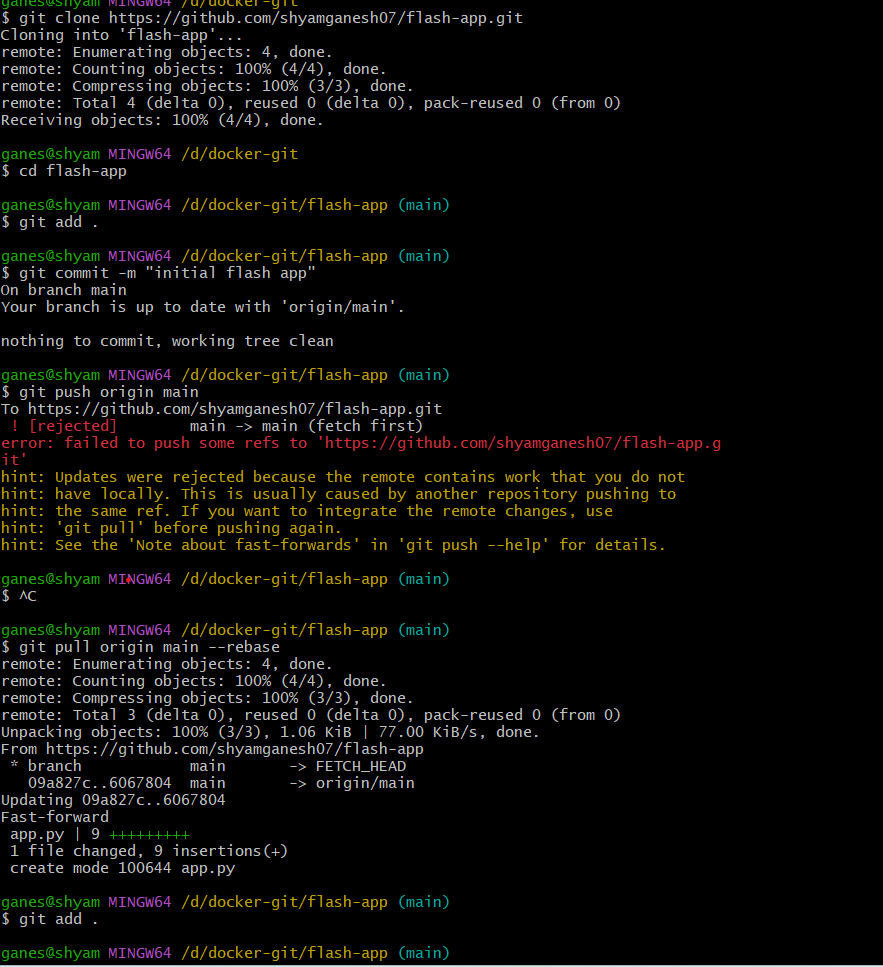 ganes@shyam MINGW64 /d/docker-git
$ git clone https://github.com/shyamganesh07/flash-app.git
Cloning into 'flash-app'...
remote: Enumerating objects: 4, done.
remote: Counting objects: 100% (4/4), done.
remote: Compressing objects: 100% (3/3), done.
remote: Total 4 (delta 0), reused 0 (delta 0), pack-reused 0 (from 0)
Receiving objects: 100% (4/4), done.
ganes@shyam MINGW64 /d/docker-git
$ cd flash-app
ganes@shyam MINGW64 /d/docker-git/flash-app (main)
$ git add .
ganes@shyam MINGW64 /d/docker-git/flash-app (main)
$ git commit -m "initial flash app"
On branch main
Your branch is up to date with 'origin/main'.
nothing to commit, working tree clean
ganes@shyam MINGW64 /d/docker-git/flash-app (main)
$ git push origin main
To https://github.com/shyamganesh07/flash-app.git
 ! [rejected]        main -> main (fetch first)
error: failed to push some refs to 'https://github.com/shyamganesh07/flash-app.g
it'
hint: Updates were rejected because the remote contains work that you do not
hint: have locally. This is usually caused by another repository pushing to
hint: the same ref. If you want to integrate the remote changes, use
hint: 'git pull' before pushing again.
hint: See the 'Note about fast-forwards' in 'git push --help' for details.
ganes@shyam MINGW64 /d/docker-git/flash-app (main)
$ ^C
ganes@shyam MINGW64 /d/docker-git/flash-app (main)
$ git pull origin main --rebase
remote: Enumerating objects: 4, done.
remote: Counting objects: 100% (4/4), done.
remote: Compressing objects: 100% (3/3), done.
remote: Total 3 (delta 0), reused 0 (delta 0), pack-reused 0 (from 0)
Unpacking objects: 100% (3/3), 1.06 KiB | 77.00 KiB/s, done.
From https://github.com/shyamganesh07/flash-app
 * branch            main       -> FETCH_HEAD
   09a827c..6067804  main       -> origin/main
Updating 09a827c..6067804
Fast-forward
 app.py | 9 +++++++++
 1 file changed, 9 insertions(+)
 create mode 100644 app.py
ganes@shyam MINGW64 /d/docker-git/flash-app (main)
$ git add .
ganes@shyam MINGW64 /d/docker-git/flash-app (main)